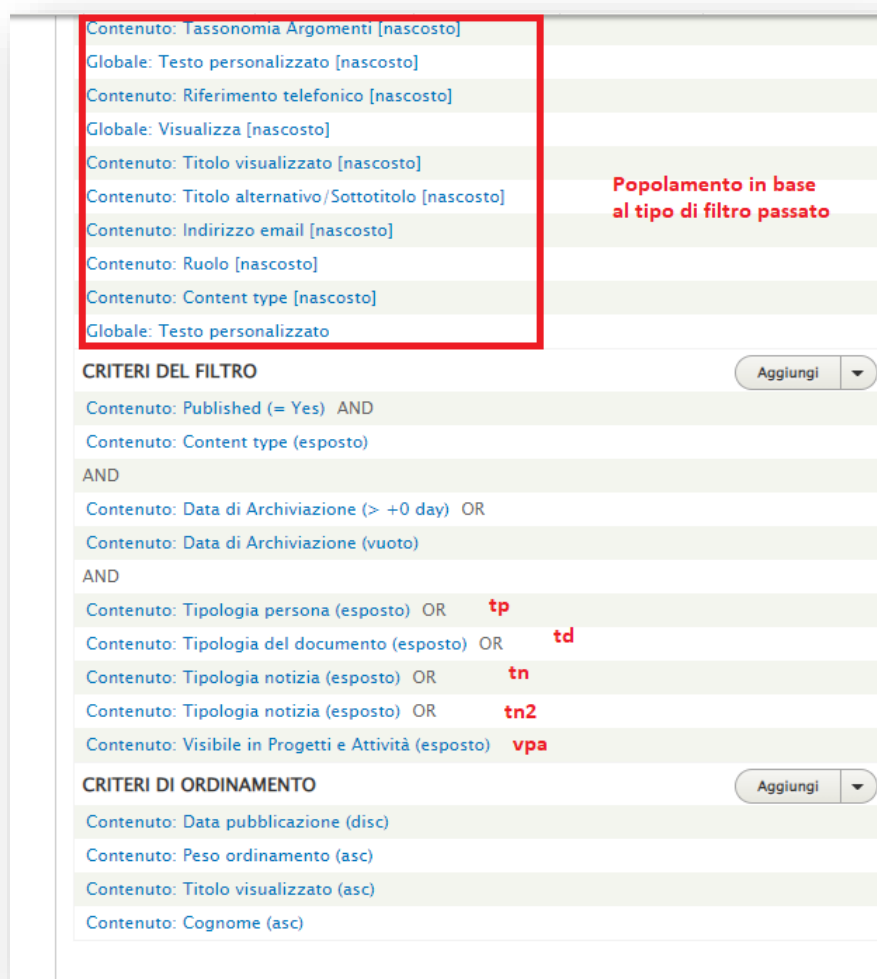 Contenuto: Tassonomia Argomenti [nascosto]
Globale: Testo personalizzato [nascosto]
Contenuto: Riferimento telefonico [nascosto]
Globale: Visualizza [nascosto]
Contenuto: Titolo visualizzato [nascosto]
Contenuto: Titolo alternativo/Sottotitolo [nascosto]
Contenuto: Indirizzo email [nascosto]
Contenuto: Ruolo [nascosto]
Contenuto: Content type [nascosto]
Globale: Testo personalizzato
Popolamento in base
al tipo di filtro passato
CRITERI DEL FILTRO Aggiungi
Contenuto: Published (= Yes) AND
Contenuto: Content type (esposto)
AND
Contenuto: Data di Archiviazione (> +0 day) OR
Contenuto: Data di Archiviazione (vuoto)
AND
Contenuto: Tipologia persona (esposto) OR tp
Contenuto: Tipologia del documento (esposto) OR td
Contenuto: Tipologia notizia (esposto) OR tn
Contenuto: Tipologia notizia (esposto) OR tn2
Contenuto: Visibile in Progetti e Attività (esposto) vpa
CRITERI DI ORDINAMENTO Aggiungi
Contenuto: Data pubblicazione (disc)
Contenuto: Peso ordinamento (asc)
Contenuto: Titolo visualizzato (asc)
Contenuto: Cognome (asc)